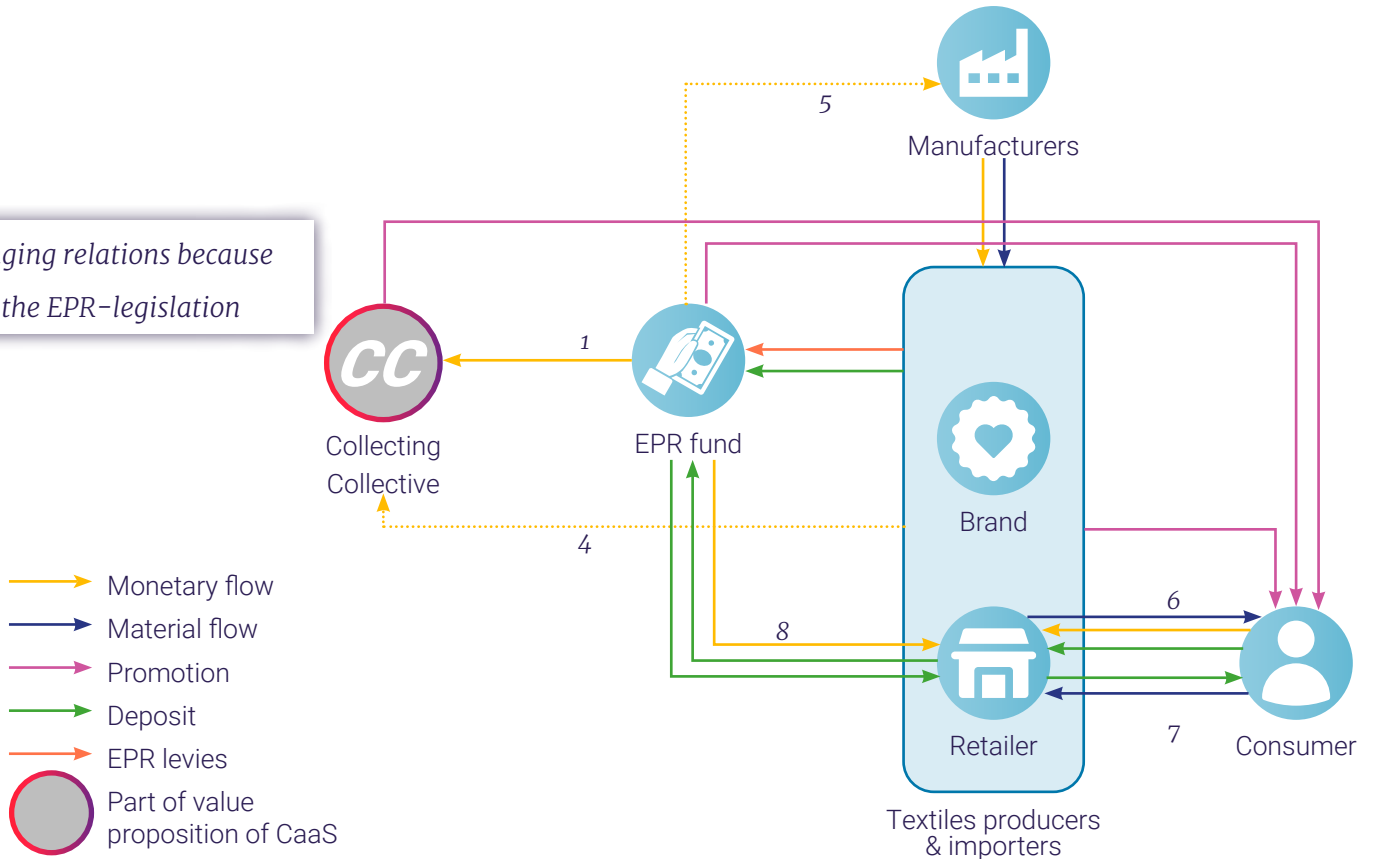 5
Manufacturers
ging relations because
the EPR-legislation
1
CC
Collecting
Collective
EPR fund
Brand
4
Monetary flow
Material flow
Promotion
Deposit
EPR levies
Part of value
proposition of CaaS
6
8
7
Retailer
Consumer
Textiles producers
& importers